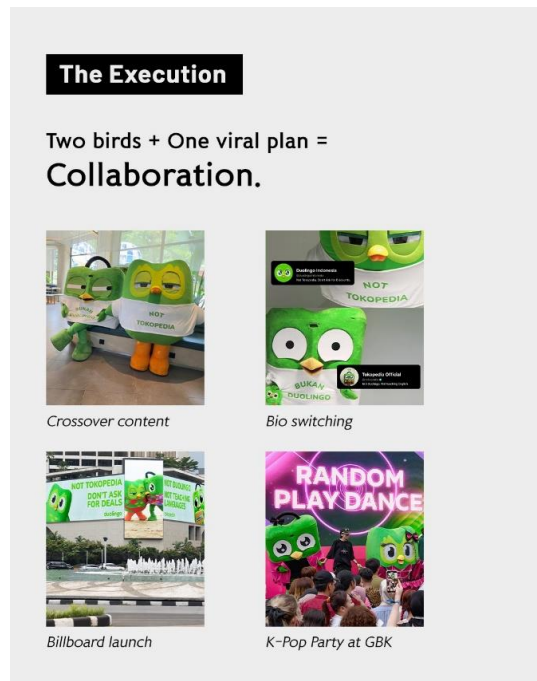 The Execution
Two birds + One viral plan =
Collaboration.
NOT
TOKOPEDIA
Duolingo Indonesia
NOT
TOKOPEDIA
Tokopedia Official
BUKAN
DUOLINGO
Crossover content
Bio switching
NOT TOKOPEDIA
DON'T ASK
FOR DEALS
duolingo
NOT DUOLINGO
NOT TEACHING
LANGUAGES
RANDOM
PLAY DANCE
Billboard launch
K-Pop Party at GBK